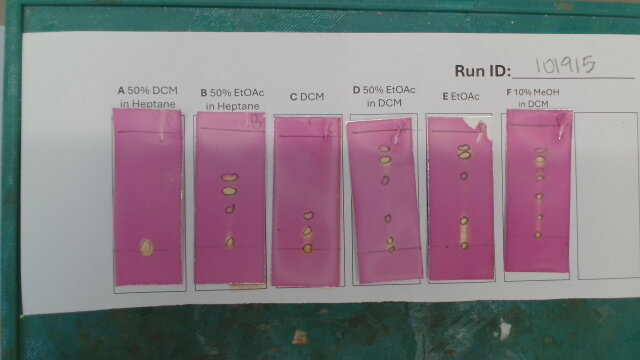 Run ID: 101915
A 50% DCM
in Heptane
B 50% EtOAc
in Heptane
C DCM
D 50% EtOAc
in DCM
E EtOAc
F 10% MeOH
in DCM